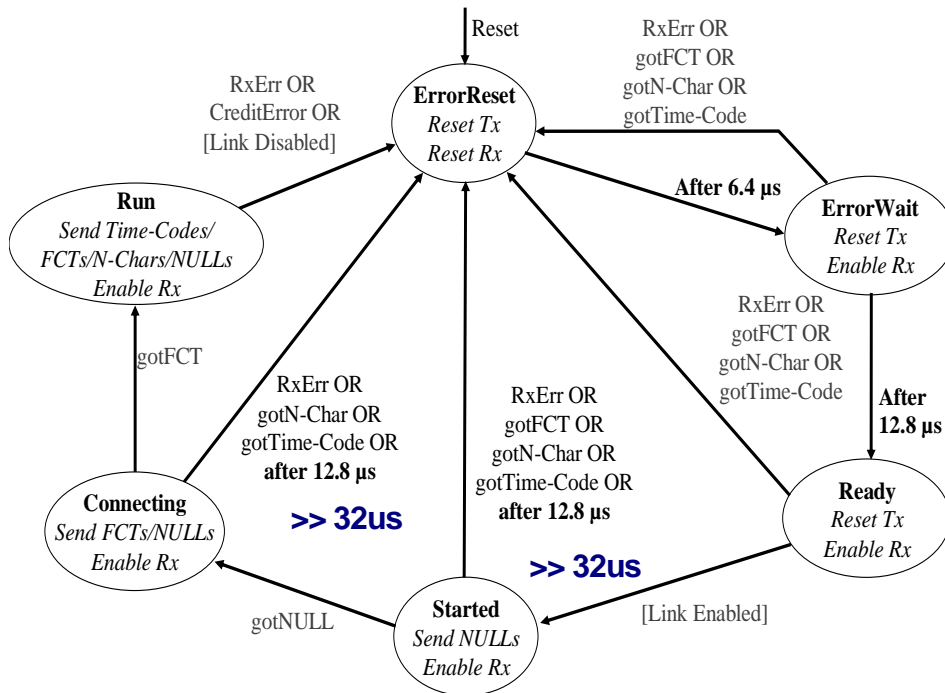 Reset
ErrorReset
Reset Tx
Reset Rx
RxErr OR
gotFCT OR
gotN-Char OR
gotTime-Code
RxErr OR
CreditError OR
[Link Disabled]
After 6.4 µs
ErrorWait
Reset Tx
Enable Rx
Run
Send Time-Codes/
FCTs/N-Chars/NULLs
Enable Rx
RxErr OR
gotFCT OR
gotN-Char OR
gotTime-Code
After
12.8 µs
gotFCT
RxErr OR
gotN-Char OR
gotTime-Code OR
after 12.8 µs
>> 32us
RxErr OR
gotFCT OR
gotN-Char OR
gotTime-Code OR
after 12.8 µs
>> 32us
Ready
Reset Tx
Enable Rx
Connecting
Send FCTs/NULLs
Enable Rx
gotNULL
Started
Send NULLs
Enable Rx
[Link Enabled]